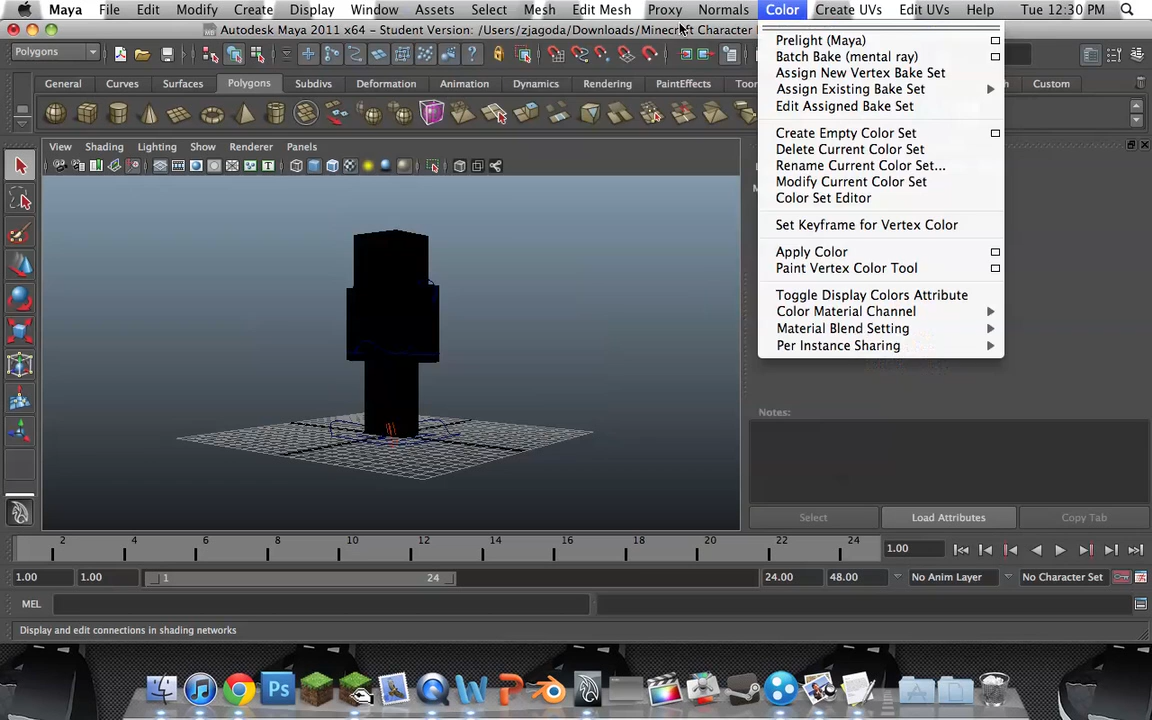 Maya File Edit Modify Create Display Window Assets Select Mesh Edit Mesh Proxy Normals Color Create UVs Edit UVs Help Tue 12:30 PM
Autodesk Maya 2011 x64 - Student Version: /Users/zjagoda/Downloads/Minecraft Character
Polygons
General Curves Surfaces Polygons Subdivs Deformation Animation Dynamics Rendering PaintEffects Custom
View Shading Lighting Show Renderer Panels
Prelight (Maya)
Batch Bake (mental ray)
Assign New Vertex Bake Set
Assign Existing Bake Set
Edit Assigned Bake Set
Create Empty Color Set
Delete Current Color Set
Rename Current Color Set...
Modify Current Color Set
Color Set Editor
Set Keyframe for Vertex Color
Apply Color
Paint Vertex Color Tool
Toggle Display Colors Attribute
Color Material Channel
Material Blend Setting
Per Instance Sharing
Notes:
Select Load Attributes Copy Tab
2 4 6 8 10 12 14 16 18 20 22 24 1.00
1.00 1.00 1 24 24.00 48.00 No Anim Layer No Character Set
MEL
Display and edit connections in shading networks